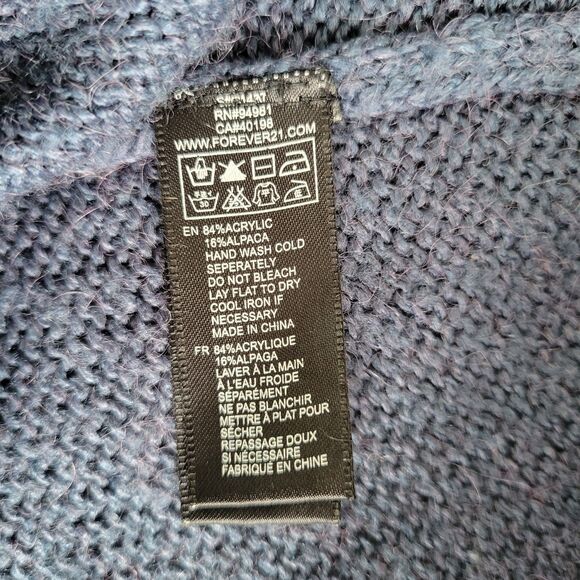 RN#94981
CA#40198
WWW.FOREVER21.COM
30
EN 84%ACRYLIC
16%ALPACA
HAND WASH COLD
SEPERATELY
DO NOT BLEACH
LAY FLAT TO DRY
COOL IRON IF
NECESSARY
MADE IN CHINA
FR 84%ACRYLIQUE
16%ALPAGA
LAVER À LA MAIN
À L'EAU FROIDE
SÉPARÉMENT
NE PAS BLANCHIR
METTRE À PLAT POUR
SÉCHER
REPASSAGE DOUX
SI NÉCESSAIRE
FABRIQUÉ EN CHINE